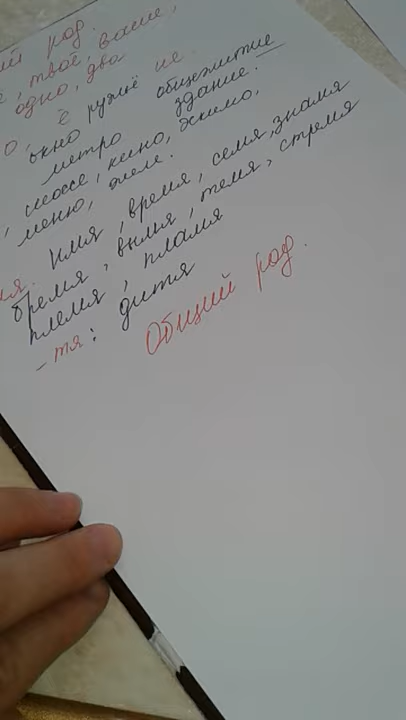 ий род.
, твоё ваше,
одно, два
о, ё не.
окно ружьё общежитие
метро здание.
, шоссе, кино, эскимо,
меню, желе.
мя. имя, время, семя, знамя
бремя, вымя, темя, стремя
племя, пламя
-тя: дитя
Общий род.